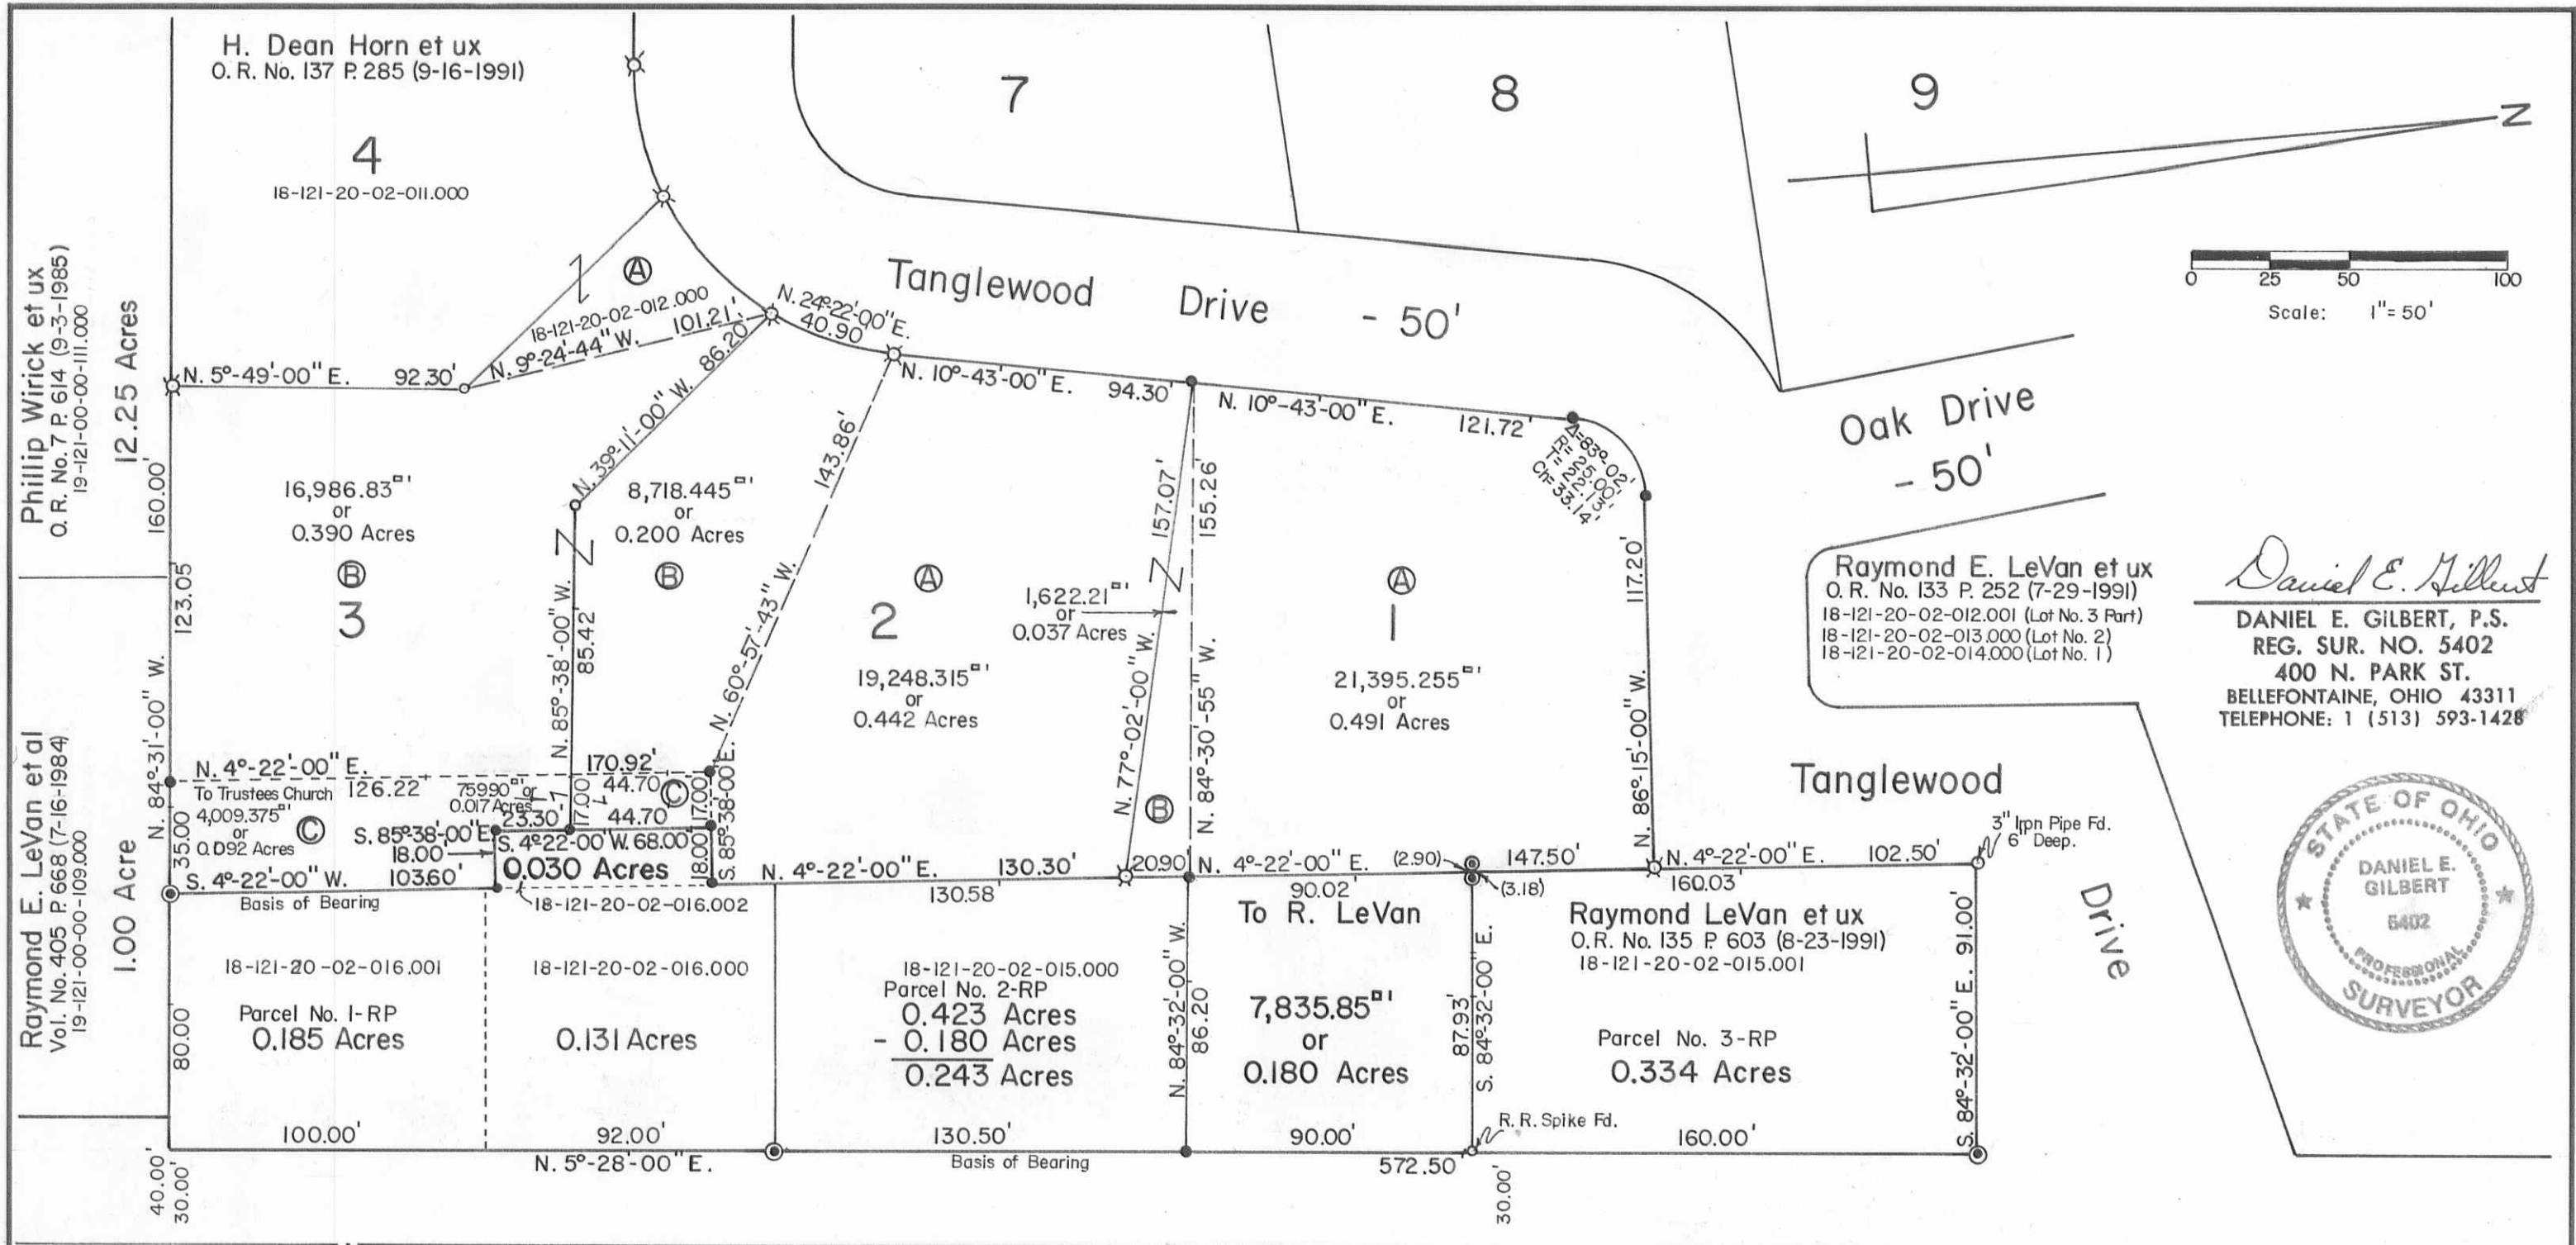 H. Dean Horn et ux
O. R. No. 137 P. 285 (9-16-1991)
4
18-121-20-02-011.000
7
8
9
N
0 25 50 100
Scale: 1"= 50'
Tanglewood Drive - 50'
Oak Drive
- 50'
Phillip Wirick et ux
O. R. No. 7 P. 614 (9-3-1985)
19-121-00-00-111.000
12.25 Acres
160.00'
123.05
N. 84°-31'-00" W.
35.00
80.00
Raymond E. LeVan et al
Vol. No. 405 P. 668 (7-16-1984)
19-121-00-00-109.000
1.00 Acre
A
18-121-20-02-012.000
N. 9°-24'-44" W. 101.21'
N. 24°-22'-00" E.
40.90
N. 5°-49'-00" E. 92.30'
N. 39°-11'-00" W. 86.20
N. 10°-43'-00" E. 94.30'
N. 10°-43'-00" E. 121.72'
Δ=83°-02'
R= 25.00'
T= 22.13'
Ch= 33.14'
16,986.83□'
or
0.390 Acres
B
3
8,718.445□'
or
0.200 Acres
B
N. 85°-38'-00" W.
85.42'
143.86'
N. 60°-57'-43" W.
A
2
19,248.315□'
or
0.442 Acres
1,622.21□'
or
0.037 Acres
157.07'
N. 77°-02'-00" W.
155.26'
N. 84°-30'-55" W.
B
A
1
21,395.255□'
or
0.491 Acres
117.20'
N. 86°-15'-00" W.
Raymond E. LeVan et ux
O. R. No. 133 P. 252 (7-29-1991)
18-121-20-02-012.001 (Lot No. 3 Part)
18-121-20-02-013.000 (Lot No. 2)
18-121-20-02-014.000 (Lot No. 1)
Daniel E. Gilbert
DANIEL E. GILBERT, P.S.
REG. SUR. NO. 5402
400 N. PARK ST.
BELLEFONTAINE, OHIO 43311
TELEPHONE: 1 (513) 593-1428
STATE OF OHIO
DANIEL E.
GILBERT
5402
PROFESSIONAL
SURVEYOR
Tanglewood
Drive
3" Irpn Pipe Fd.
6" Deep.
N. 4°-22'-00" E. 170.92'
To Trustees Church 126.22
44.70'
4,009.375□'
or
0.092 Acres
C
759.90□' or
0.017 Acres
C
17.00'
17.00'
23.30
44.70'
S. 85°-38'-00" E.
18.00'
S. 4°-22'-00" W. 68.00'
0.030 Acres
18.00'
S. 85°-38'-00" E.
S. 4°-22'-00" W. 103.60'
Basis of Bearing
18-121-20-02-016.002
N. 4°-22'-00" E. 130.30'
130.58
20.90'
N. 4°-22'-00" E. (2.90) 147.50'
90.02' (3.18)
N. 4°-22'-00" E. 102.50'
160.03'
18-121-20-02-016.001
Parcel No. 1-RP
0.185 Acres
18-121-20-02-016.000
0.131 Acres
18-121-20-02-015.000
Parcel No. 2-RP
0.423 Acres
- 0.180 Acres
0.243 Acres
N. 84°-32'-00" W.
86.20'
To R. LeVan
7,835.85□'
or
0.180 Acres
87.93'
S. 84°-32'-00" E.
Raymond LeVan et ux
O.R. No. 135 P. 603 (8-23-1991)
18-121-20-02-015.001
Parcel No. 3-RP
0.334 Acres
S. 84°-32'-00" E. 91.00'
R. R. Spike Fd.
100.00'
92.00'
130.50'
90.00'
160.00'
N. 5°-28'-00" E.
Basis of Bearing
572.50'
40.00'
30.00'
30.00'